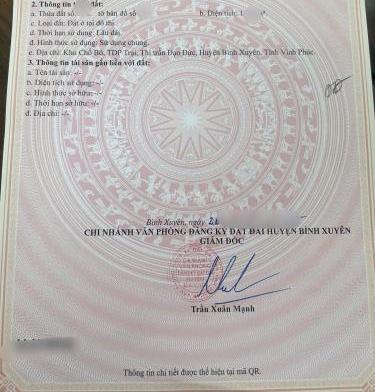 2. Thông tin đất:
a. Thửa đất số: tờ bản đồ số b. Diện tích:
c. Loại đất: Đất ở tại đô thị.
d. Thời hạn sử dụng: Lâu dài.
đ. Hình thức sử dụng: Sử dụng chung.
e. Địa chỉ: Khu Chợ Bò, TDP Trại, Thị trấn Đạo Đức, Huyện Bình Xuyên, Tỉnh Vĩnh Phúc.
3. Thông tin tài sản gắn liền với đất:
a. Tên tài sản: -/-
b. Diện tích sử dụng: -/-
c. Hình thức sở hữu: -/-
d. Thời hạn sở hữu: -/-
đ. Địa chỉ: -/-
Bình Xuyên, ngày
CHI NHÁNH VĂN PHÒNG ĐĂNG KÝ ĐẤT ĐAI HUYỆN BÌNH XUYÊN
GIÁM ĐỐC
Trần Xuân Mạnh
Thông tin chi tiết được thể hiện tại mã QR.